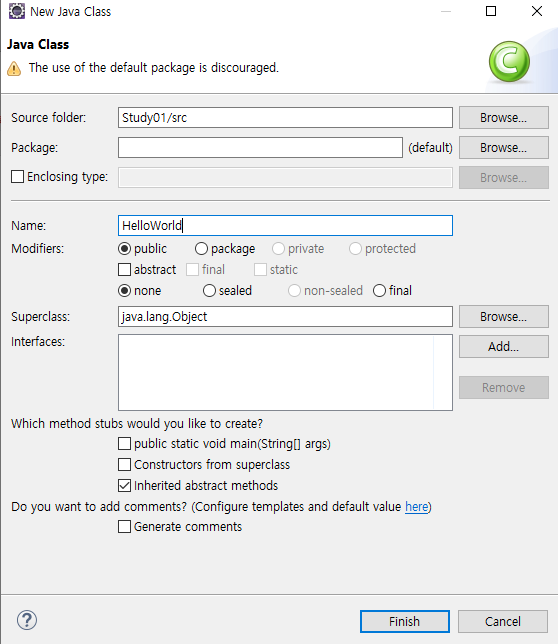 New Java Class
Java Class
The use of the default package is discouraged.
C
Source folder: Study01/src Browse...
Package: (default) Browse...
Enclosing type: Browse...
Name: HelloWorld
Modifiers: public package private protected
abstract final static
none sealed non-sealed final
Superclass: java.lang.Object Browse...
Interfaces: Add...
Remove
Which method stubs would you like to create?
public static void main(String[] args)
Constructors from superclass
Inherited abstract methods
Do you want to add comments? (Configure templates and default value here)
Generate comments
? Finish Cancel